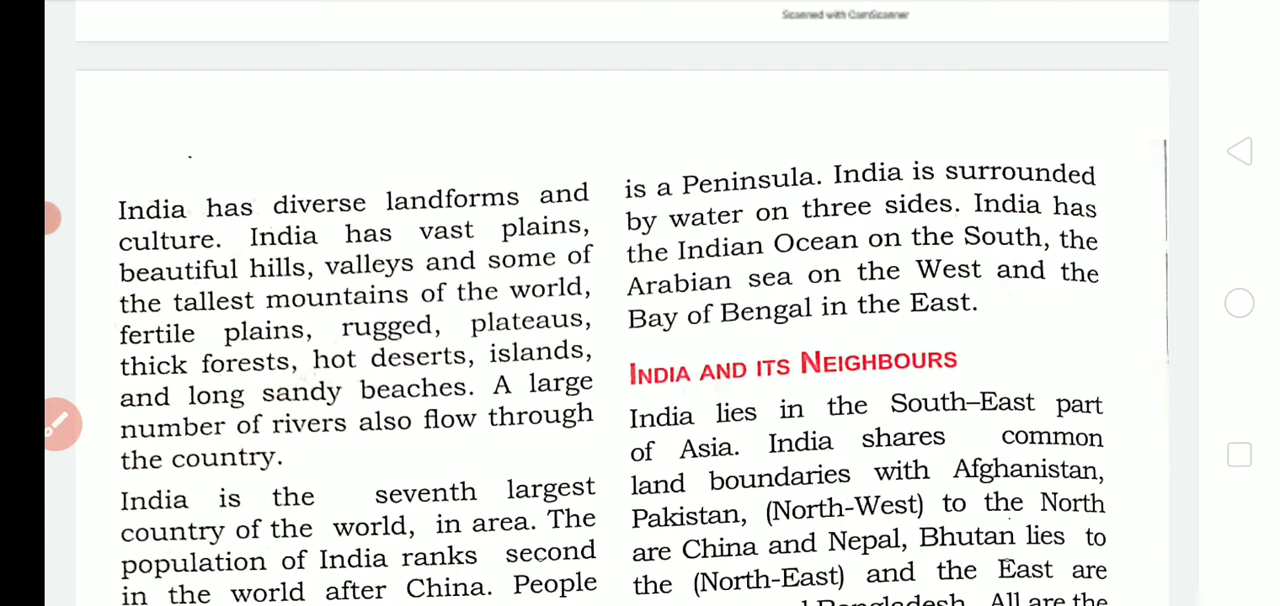 Scanned with CamScanner
India has diverse landforms and
culture. India has vast plains,
beautiful hills, valleys and some of
the tallest mountains of the world,
fertile plains, rugged, plateaus,
thick forests, hot deserts, islands,
and long sandy beaches. A large
number of rivers also flow through
the country.
India is the seventh largest
country of the world, in area. The
population of India ranks second
in the world after China. People
is a Peninsula. India is surrounded
by water on three sides. India has
the Indian Ocean on the South, the
Arabian sea on the West and the
Bay of Bengal in the East.
INDIA AND ITS NEIGHBOURS
India lies in the South–East part
of Asia. India shares common
land boundaries with Afghanistan,
Pakistan, (North-West) to the North
are China and Nepal, Bhutan lies to
the (North-East) and the East are
Bangladesh. All are the